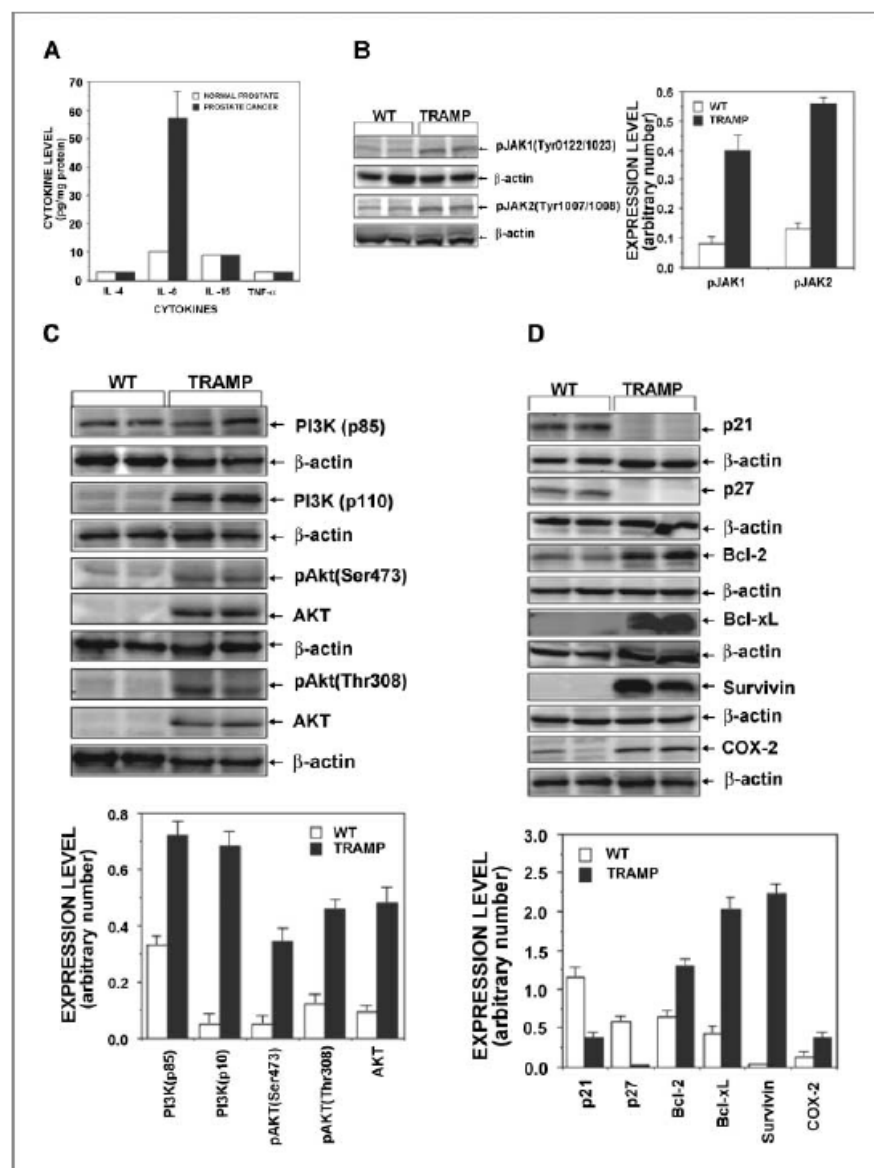 A
CYTOKINE LEVEL
(pg/mg protein)
70
60
50
40
30
20
10
0
NORMAL PROSTATE
PROSTATE CANCER
IL -4
IL -6
IL -15
TNF-α
CYTOKINES
B
WT
TRAMP
pJAK1(Tyr0122/1023)
β-actin
pJAK2(Tyr1007/1008)
β-actin
EXPRESSION LEVEL
(arbitrary number)
0.6
0.5
0.4
0.3
0.2
0.1
0.0
WT
TRAMP
pJAK1
pJAK2
C
WT
TRAMP
PI3K (p85)
β-actin
PI3K (p110)
β-actin
pAkt(Ser473)
AKT
β-actin
pAkt(Thr308)
AKT
β-actin
EXPRESSION LEVEL
(arbitrary number)
0.8
0.6
0.4
0.2
0.0
WT
TRAMP
PI3K(p85)
PI3K(p10)
pAKT(Ser473)
pAKT(Thr308)
AKT
D
WT
TRAMP
p21
β-actin
p27
β-actin
Bcl-2
β-actin
Bcl-xL
β-actin
Survivin
β-actin
COX-2
β-actin
EXPRESSION LEVEL
(arbitrary number)
3.0
2.5
2.0
1.5
1.0
0.5
0.0
WT
TRAMP
p21
p27
Bcl-2
Bcl-xL
Survivin
COX-2